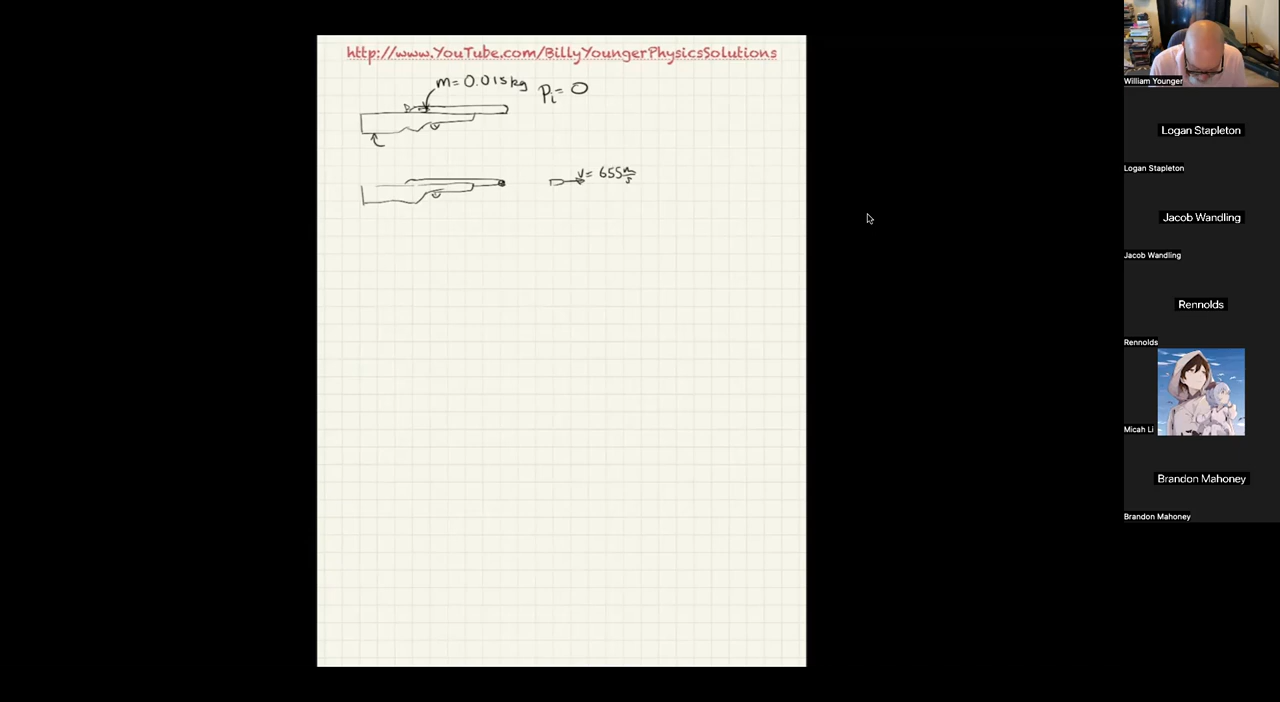 http://www.YouTube.com/BillyYoungerPhysicsSolutions
m = 0.015 kg
Pi = 0
v = 655 m/s
William Younger
Logan Stapleton
Logan Stapleton
Jacob Wandling
Jacob Wandling
Rennolds
Rennolds
Micah Li
Brandon Mahoney
Brandon Mahoney